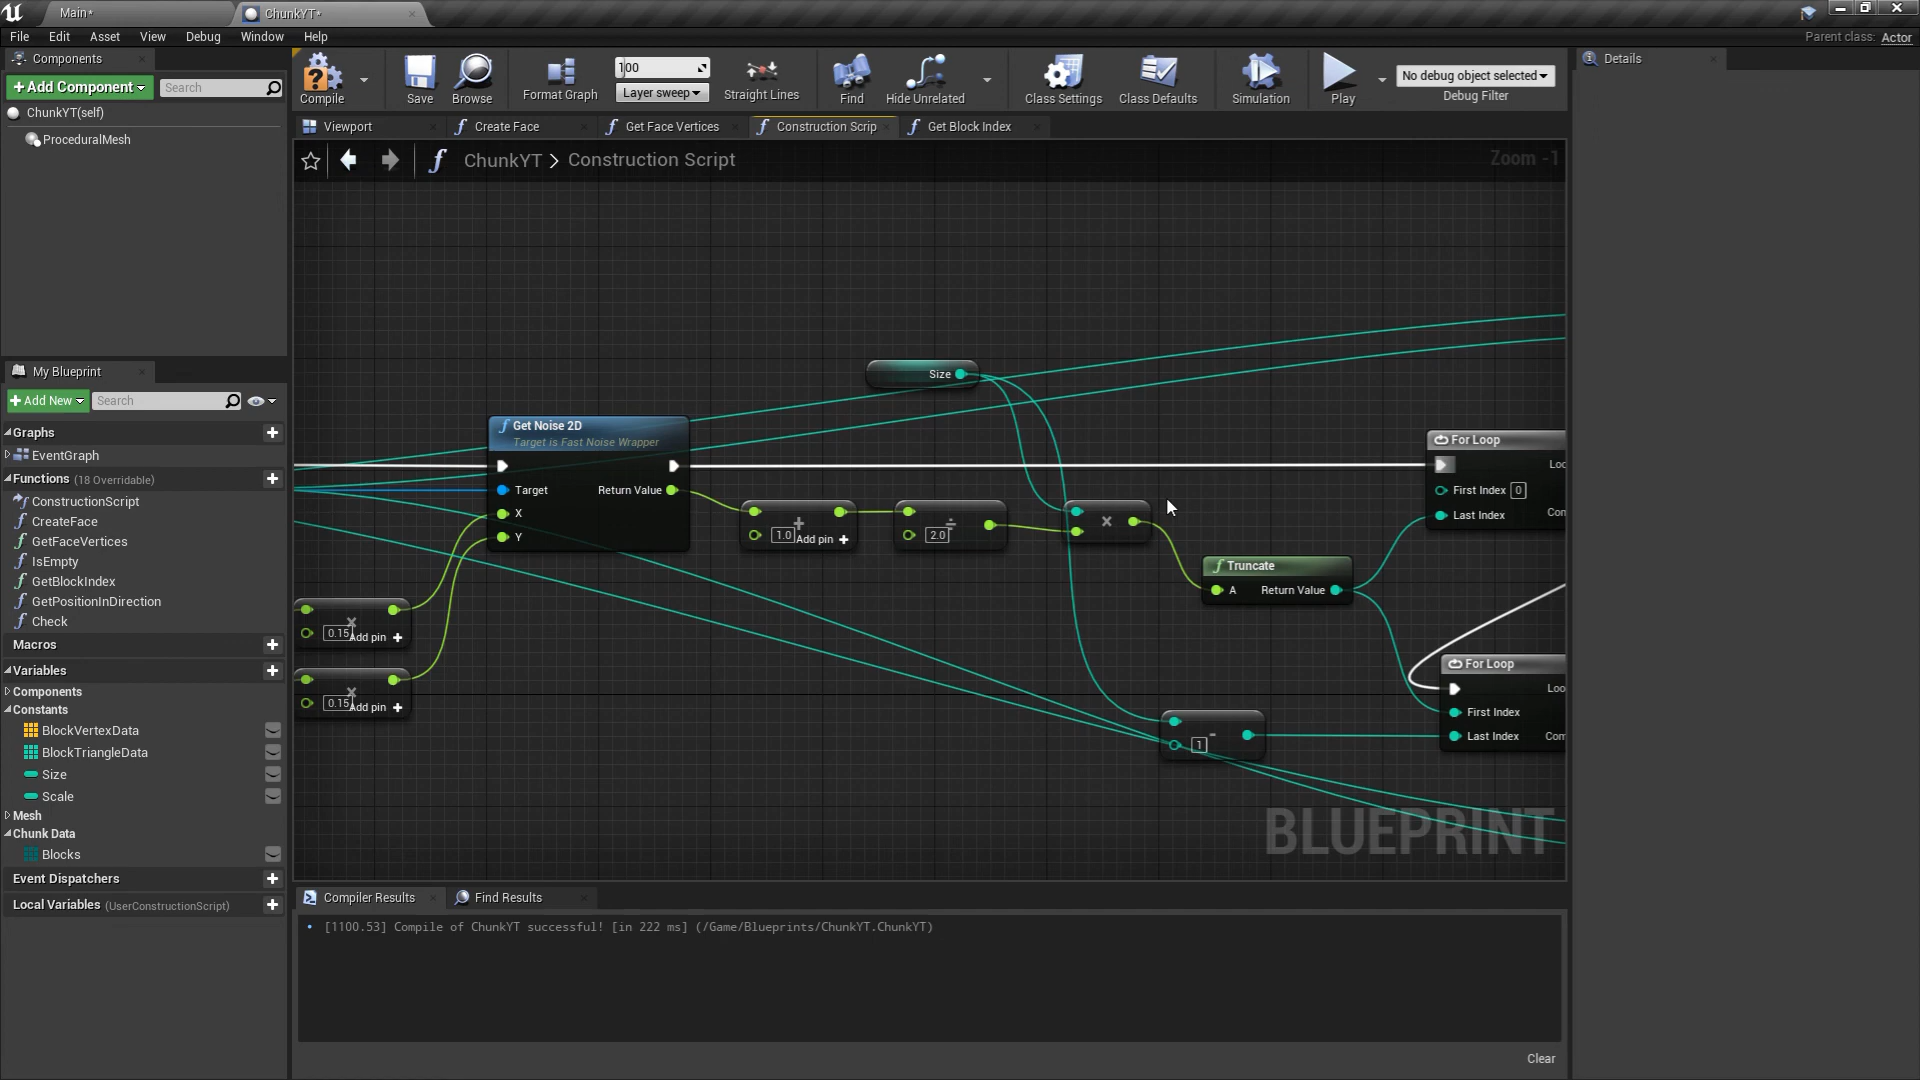 Main*
ChunkYT*
File Edit Asset View Debug Window Help
Parent class: Actor
Components
+Add Component
Search
ChunkYT(self)
ProceduralMesh
Compile
Save
Browse
Format Graph
100
Layer sweep
Straight Lines
Find
Hide Unrelated
Class Settings
Class Defaults
Simulation
Play
No debug object selected
Debug Filter
Details
Viewport
Create Face
Get Face Vertices
Construction Scrip
Get Block Index
ChunkYT > Construction Script
Zoom -1
Size
Get Noise 2D
Target is Fast Noise Wrapper
Target Return Value
X
Y
0.15 Add pin +
0.15 Add pin +
1.0 Add pin +
2.0
Truncate
A Return Value
1
For Loop
Loo
First Index 0
Last Index
Com
For Loop
Loo
First Index
Last Index
Com
BLUEPRINT
My Blueprint
+Add New
Search
Graphs
EventGraph
Functions (18 Overridable)
ConstructionScript
CreateFace
GetFaceVertices
IsEmpty
GetBlockIndex
GetPositionInDirection
Check
Macros
Variables
Components
Constants
BlockVertexData
BlockTriangleData
Size
Scale
Mesh
Chunk Data
Blocks
Event Dispatchers
Local Variables (UserConstructionScript)
Compiler Results
Find Results
• [1100.53] Compile of ChunkYT successful! [in 222 ms] (/Game/Blueprints/ChunkYT.ChunkYT)
Clear